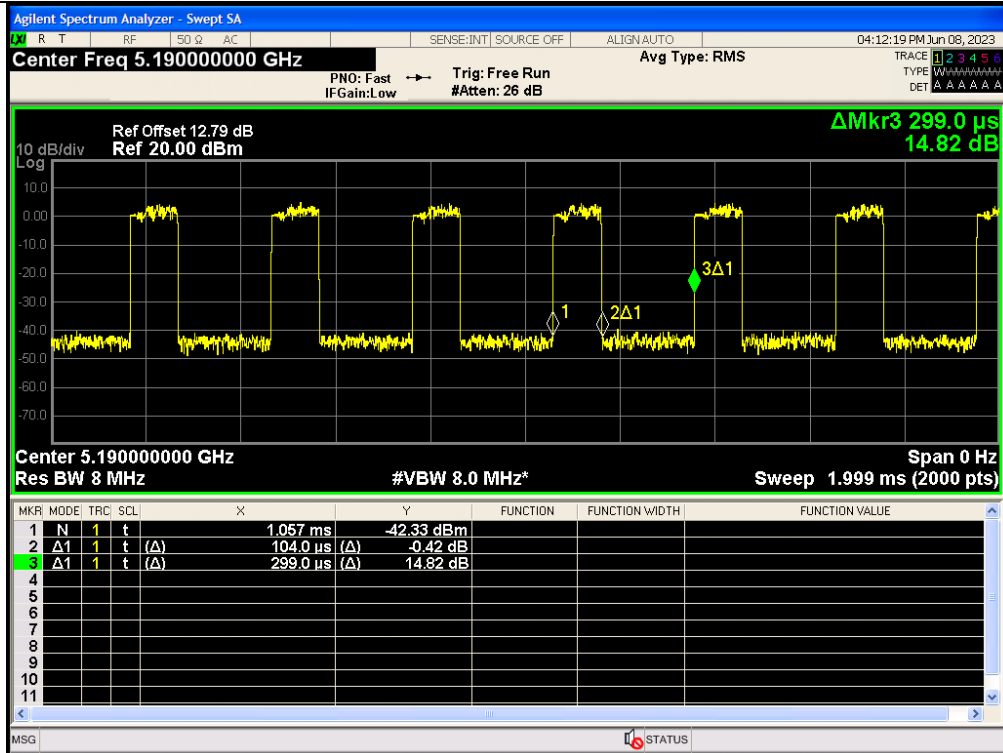 Agilent Spectrum Analyzer - Swept SA
LXI R T RF 50 Ω AC SENSE:INT SOURCE OFF ALIGN AUTO 04:12:19 PM Jun 08, 2023
Center Freq 5.190000000 GHz
Avg Type: RMS
TRACE 1 2 3 4 5 6
PNO: Fast
Trig: Free Run
TYPE W
IFGain:Low
#Atten: 26 dB
DET A A A A A A
ΔMkr3 299.0 µs
14.82 dB
Ref Offset 12.79 dB
10 dB/div Ref 20.00 dBm
Log
10.0
0.00
-10.0
-20.0
-30.0
-40.0
-50.0
-60.0
-70.0
3Δ1
1
2Δ1
Center 5.190000000 GHz Span 0 Hz
Res BW 8 MHz #VBW 8.0 MHz* Sweep 1.999 ms (2000 pts)
MKR MODE TRC SCL X Y FUNCTION FUNCTION WIDTH FUNCTION VALUE
1 N 1 t 1.057 ms -42.33 dBm
2 Δ1 1 t (Δ) 104.0 µs (Δ) -0.42 dB
3 Δ1 1 t (Δ) 299.0 µs (Δ) 14.82 dB
4
5
6
7
8
9
10
11
MSG STATUS